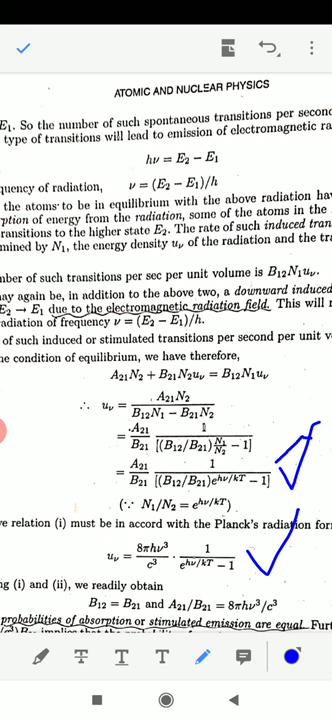 ATOMIC AND NUCLEAR PHYSICS
E₁. So the number of such spontaneous transitions per second
type of transitions will lead to emission of electromagnetic ra
hν = E₂ − E₁
quency of radiation, ν = (E₂ − E₁)/h
the atoms to be in equilibrium with the above radiation hav
ption of energy from the radiation, some of the atoms in the
transitions to the higher state E₂. The rate of such induced tran
mined by N₁, the energy density uν of the radiation and the tra
mber of such transitions per sec per unit volume is B₁₂N₁uν.
ay again be, in addition to the above two, a downward induced
E₂ → E₁ due to the electromagnetic radiation field. This will r
adiation of frequency ν = (E₂ − E₁)/h.
of such induced or stimulated transitions per second per unit v
he condition of equilibrium, we have therefore,
A₂₁N₂ + B₂₁N₂uν = B₁₂N₁uν
∴ uν = A₂₁N₂ / (B₁₂N₁ − B₂₁N₂)
= A₂₁/B₂₁ · 1/[(B₁₂/B₂₁) N₁/N₂ − 1]
= A₂₁/B₂₁ · 1/[(B₁₂/B₂₁)e^{hν/kT} − 1]
(∵ N₁/N₂ = e^{hν/kT})
ve relation (i) must be in accord with the Planck's radiation for
uν = 8πhν³/c³ · 1/(e^{hν/kT} − 1)
ng (i) and (ii), we readily obtain
B₁₂ = B₂₁ and A₂₁/B₂₁ = 8πhν³/c³
probabilities of absorption or stimulated emission are equal. Furt